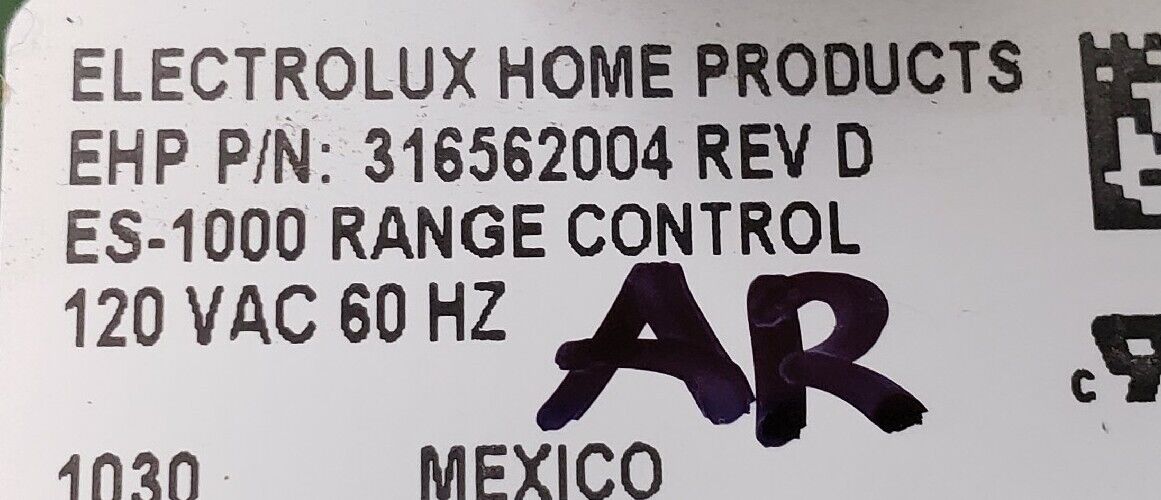 ELECTROLUX HOME PRODUCTS
EHP P/N: 316562004 REV D
ES-1000 RANGE CONTROL
120 VAC 60 HZ
AR
c
1030 MEXICO